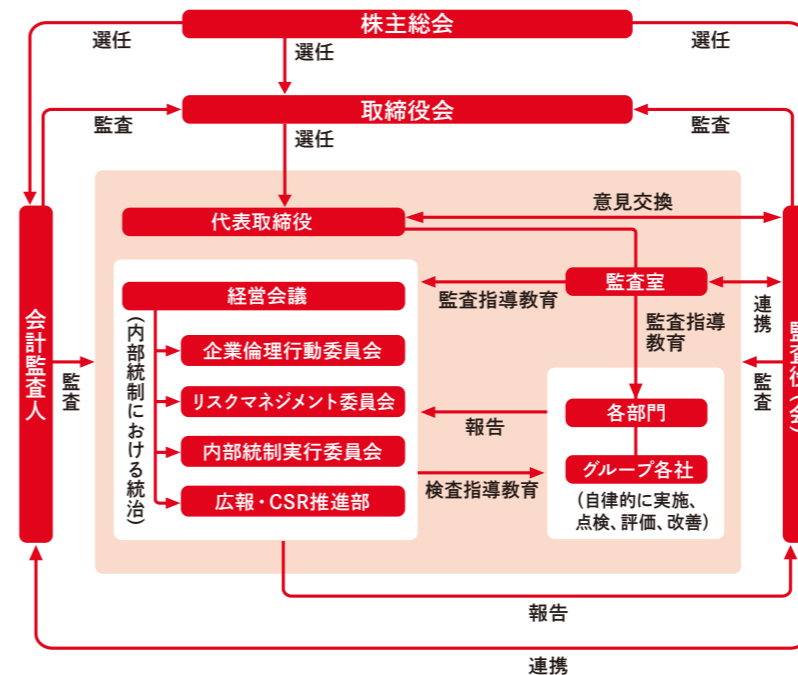 株主総会
選任
選任
選任
取締役会
監査
選任
監査
代表取締役
意見交換
経営会議
監査指導教育
監査室
連携
監査指導
教育
(内部統制における統治)
企業倫理行動委員会
リスクマネジメント委員会
内部統制実行委員会
広報・CSR推進部
会計監査人
監査
報告
検査指導教育
各部門
グループ各社
(自律的に実施、
点検、評価、改善)
監査
監査役(会)
報告
連携